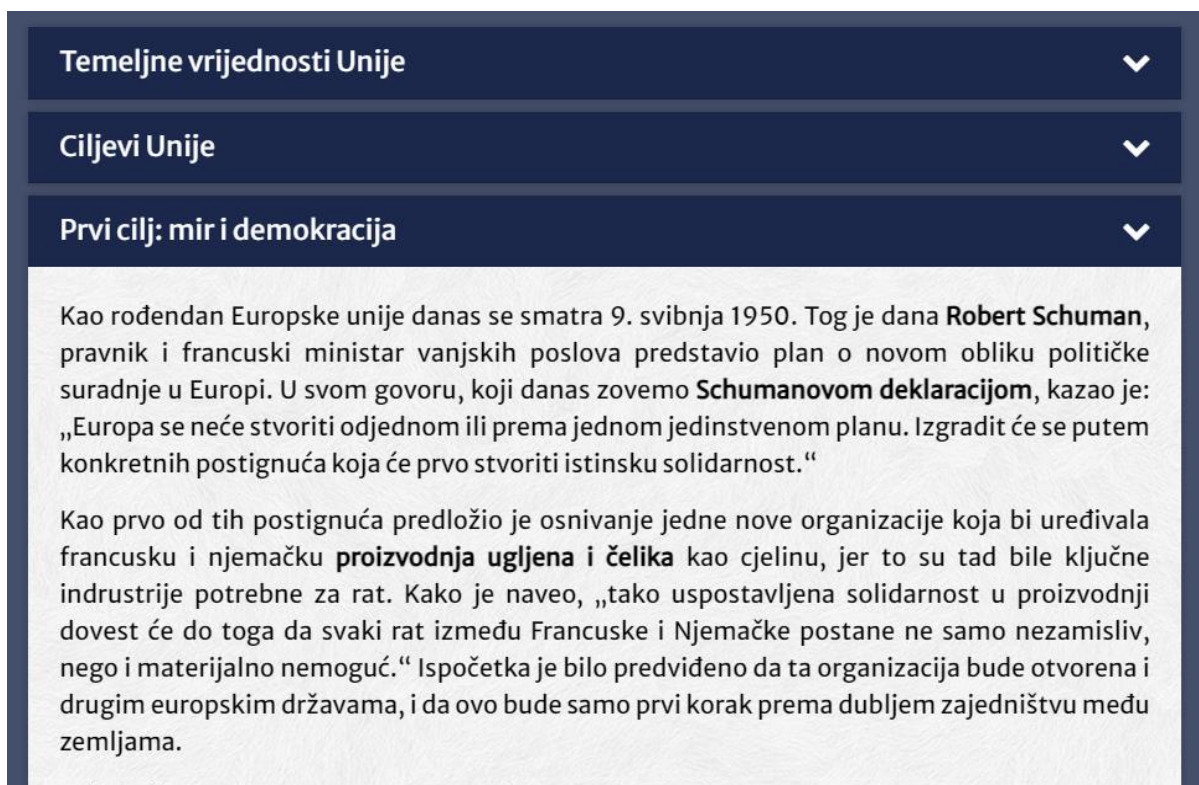 Temeljne vrijednosti Unije
Ciljevi Unije
Prvi cilj: mir i demokracija
Kao rođendan Europske unije danas se smatra 9. svibnja 1950. Tog je dana Robert Schuman,
pravnik i francuski ministar vanjskih poslova predstavio plan o novom obliku političke
suradnje u Europi. U svom govoru, koji danas zovemo Schumanovom deklaracijom, kazao je:
„Europa se neće stvoriti odjednom ili prema jednom jedinstvenom planu. Izgradit će se putem
konkretnih postignuća koja će prvo stvoriti istinsku solidarnost.“
Kao prvo od tih postignuća predložio je osnivanje jedne nove organizacije koja bi uređivala
francusku i njemačku proizvodnja ugljena i čelika kao cjelinu, jer to su tad bile ključne
indrustrije potrebne za rat. Kako je naveo, „tako uspostavljena solidarnost u proizvodnji
dovest će do toga da svaki rat između Francuske i Njemačke postane ne samo nezamisliv,
nego i materijalno nemoguć.“ Ispočetka je bilo predviđeno da ta organizacija bude otvorena i
drugim europskim državama, i da ovo bude samo prvi korak prema dubljem zajedništvu među
zemljama.